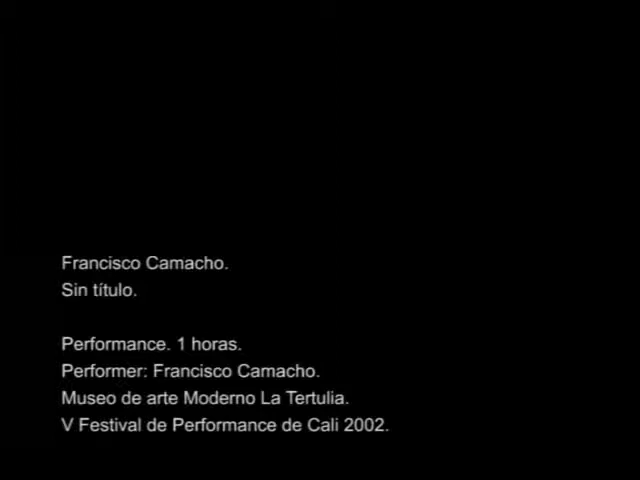 Francisco Camacho.
Sin título.
Performance. 1 horas.
Performer: Francisco Camacho.
Museo de arte Moderno La Tertulia.
V Festival de Performance de Cali 2002.